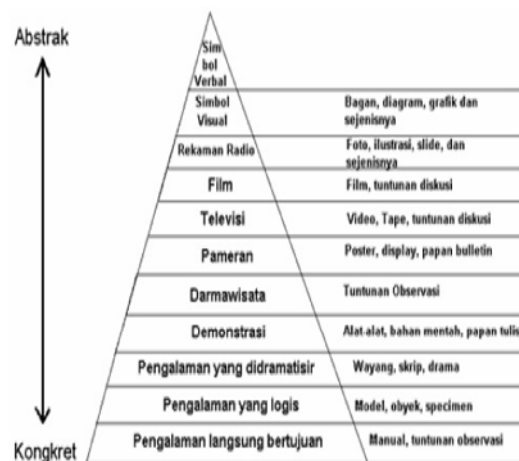 Abstrak
Sim
bol
Verbal
Simbol
Visual
Bagan, diagram, grafik dan
sejenisnya
Rekaman Radio
Foto, ilustrasi, slide, dan
sejenisnya
Film
Film, tuntunan diskusi
Televisi
Video, Tape, tuntunan diskusi
Pameran
Poster, display, papan bulletin
Darmawisata
Tuntunan Observasi
Demonstrasi
Alat-alat, bahan mentah, papan tulis
Pengalaman yang didramatisir
Wayang, skrip, drama
Pengalaman yang logis
Model, obyek, specimen
Pengalaman langsung bertujuan
Manual, tuntunan observasi
Kongkret